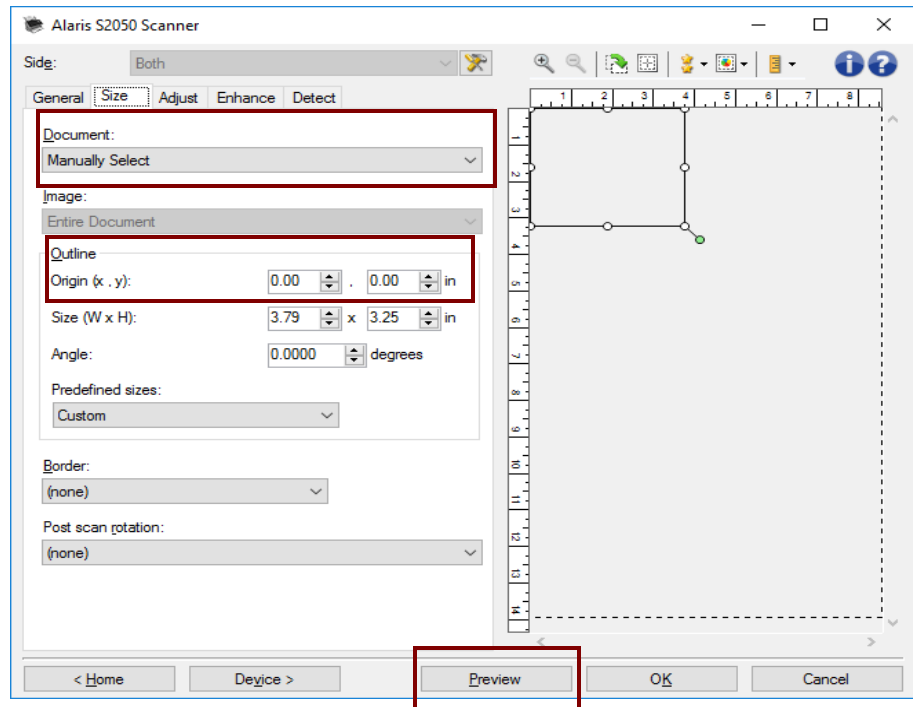 Alaris S2050 Scanner
Side: Both
General Size Adjust Enhance Detect
Document:
Manually Select
Image:
Entire Document
Outline
Origin (x , y): 0.00 , 0.00 in
Size (W x H): 3.79 x 3.25 in
Angle: 0.0000 degrees
Predefined sizes:
Custom
Border:
(none)
Post scan rotation:
(none)
1 2 3 4 5 6 7 8
1
2
3
4
5
6
7
8
9
10
11
12
13
14
< Home Device > Preview OK Cancel